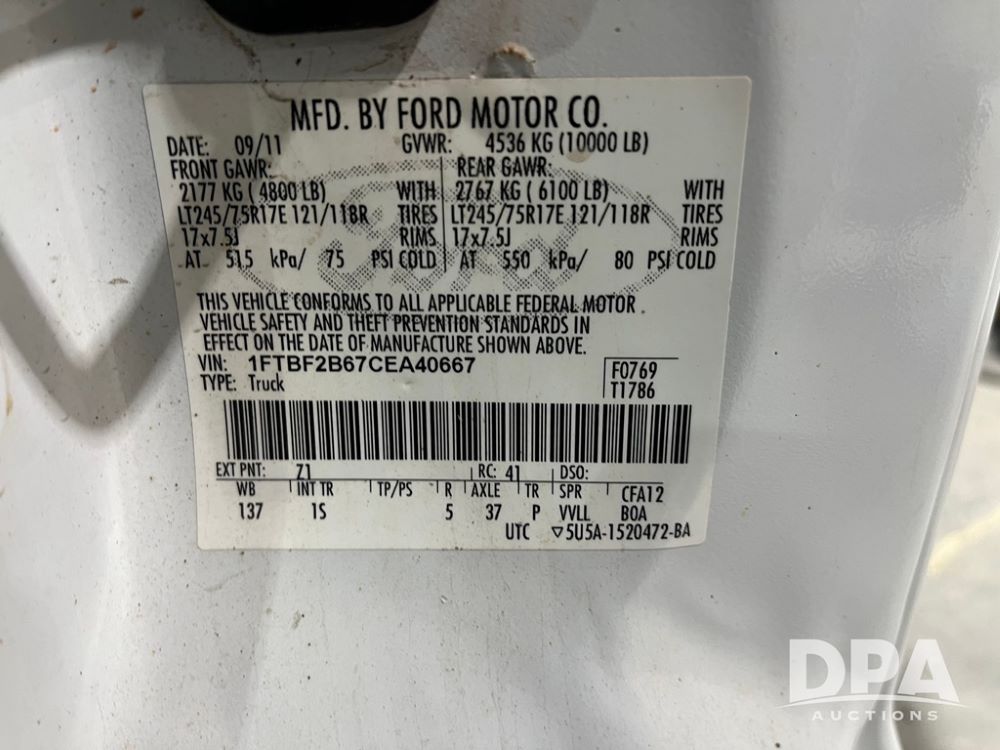 MFD. BY FORD MOTOR CO.
DATE: 09/11 GVWR: 4536 KG (10000 LB)
FRONT GAWR: REAR GAWR:
2177 KG ( 4800 LB) WITH 2767 KG ( 6100 LB) WITH
LT245/75R17E 121/118R TIRES LT245/75R17E 121/118R TIRES
17x7.5J RIMS 17x7.5J RIMS
AT 515 kPa/ 75 PSI COLD AT 550 kPa/ 80 PSI COLD
Ford
THIS VEHICLE CONFORMS TO ALL APPLICABLE FEDERAL MOTOR
VEHICLE SAFETY AND THEFT PREVENTION STANDARDS IN
EFFECT ON THE DATE OF MANUFACTURE SHOWN ABOVE.
VIN: 1FTBF2B67CEA40667 F0769
TYPE: Truck T1786
EXT PNT: Z1 RC: 41 DSO:
WB INT TR TP/PS R AXLE TR SPR CFA12
137 1S 5 37 P VVLL BOA
UTC ▽5U5A-1520472-BA
DPA
AUCTIONS